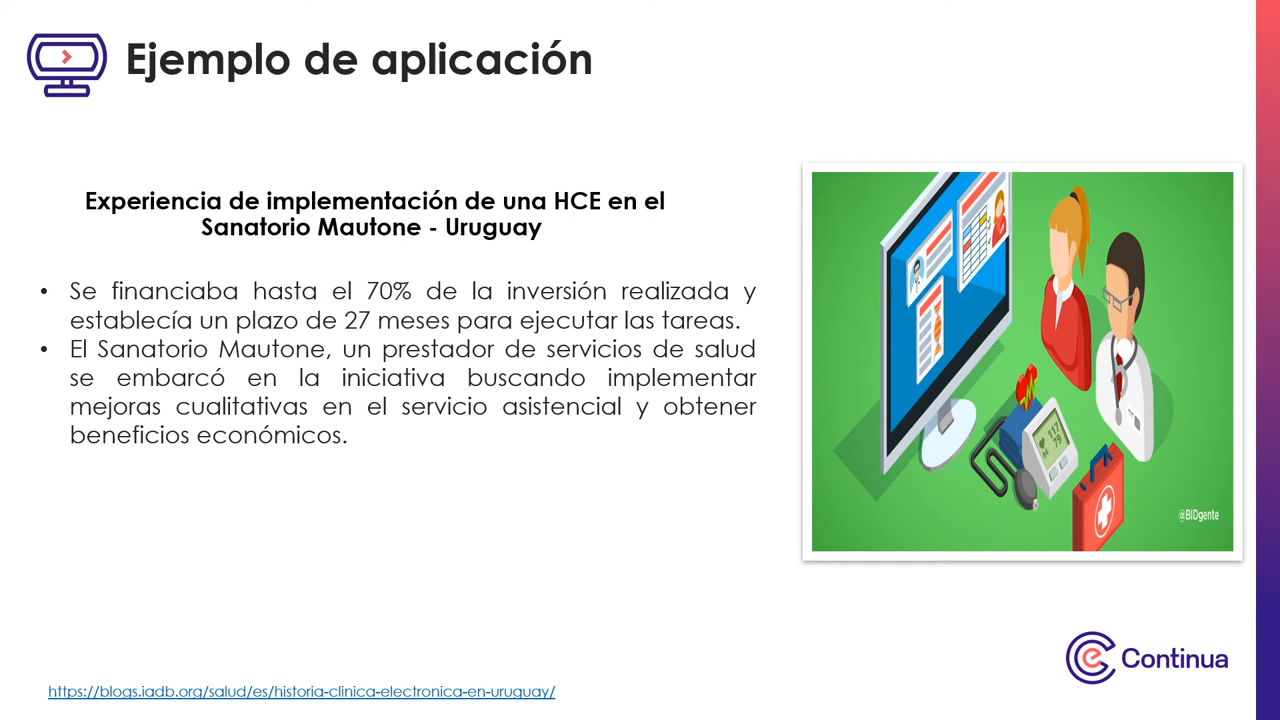 Ejemplo de aplicación
Experiencia de implementación de una HCE en el
Sanatorio Mautone - Uruguay
• Se financiaba hasta el 70% de la inversión realizada y
establecía un plazo de 27 meses para ejecutar las tareas.
• El Sanatorio Mautone, un prestador de servicios de salud
se embarcó en la iniciativa buscando implementar
mejoras cualitativas en el servicio asistencial y obtener
beneficios económicos.
117
79
@BIDgente
e Continua
https://blogs.iadb.org/salud/es/historia-clinica-electronica-en-uruguay/